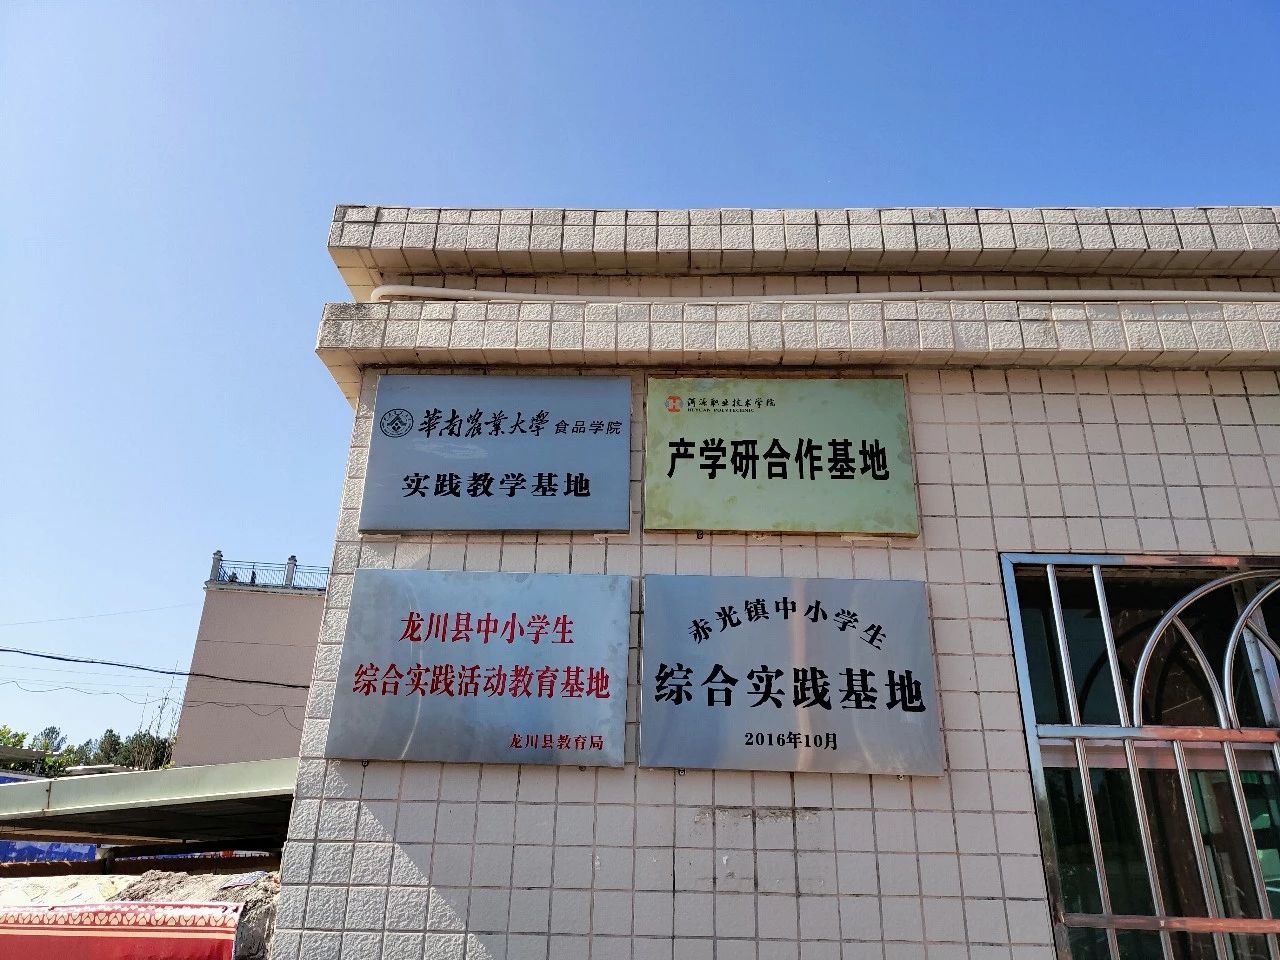 華南農業大學 食品学院
实践教学基地
河源职业技术学院
HEYUAN POLYTECHNIC
产学研合作基地
龙川县中小学生
综合实践活动教育基地
龙川县教育局
赤光镇中小学生
综合实践基地
2016年10月